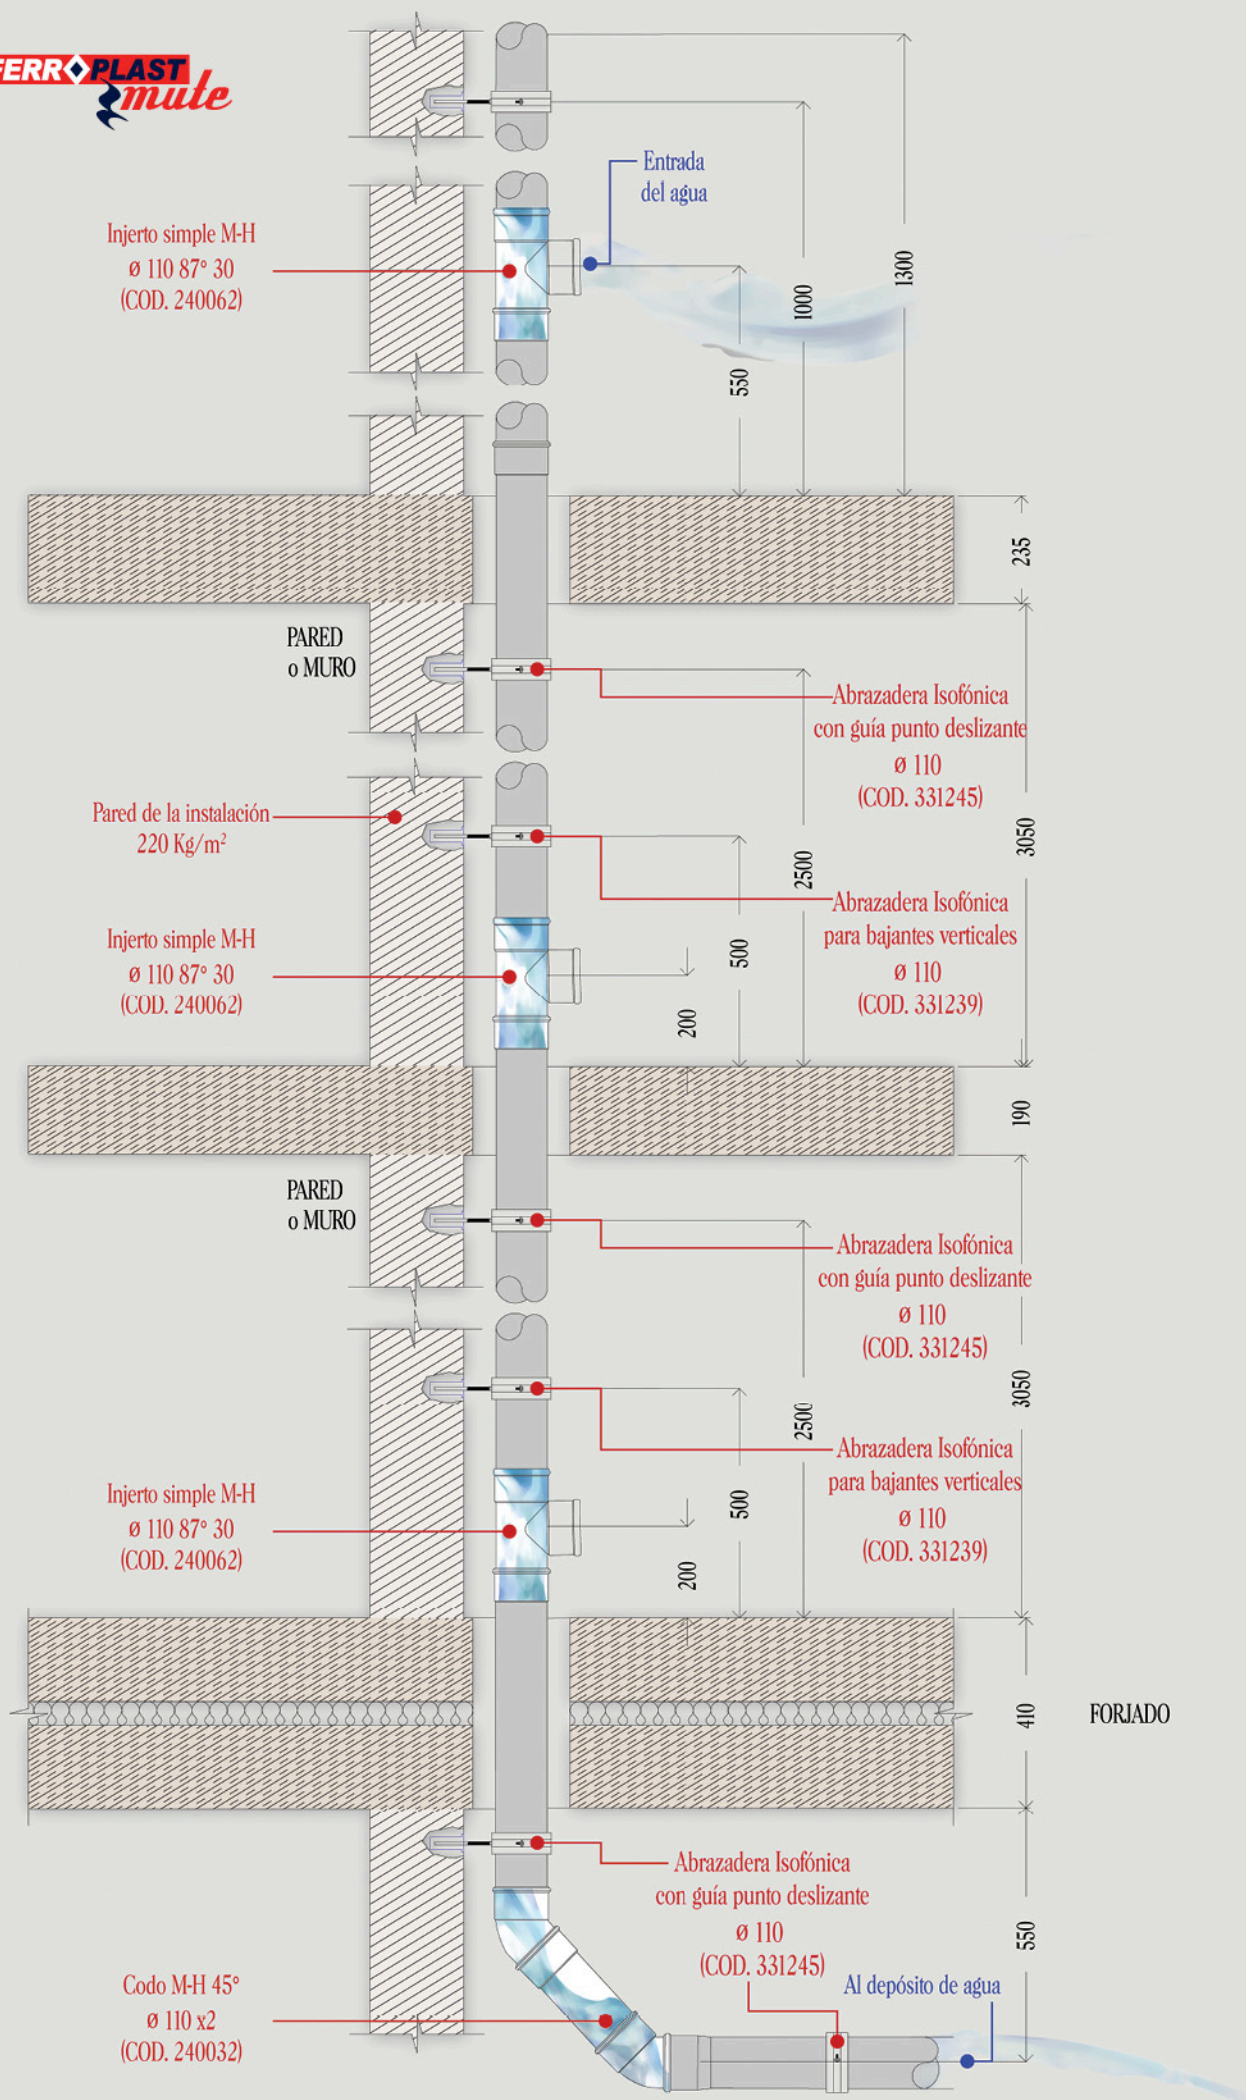 FERROPLAST
mute
Entrada
del agua
Injerto simple M-H
ø 110 87° 30
(COD. 240062)
1300
1000
550
235
PARED
o MURO
Abrazadera Isofónica
con guía punto deslizante
ø 110
(COD. 331245)
Pared de la instalación
220 Kg/m²
3050
2500
Abrazadera Isofónica
para bajantes verticales
ø 110
(COD. 331239)
Injerto simple M-H
ø 110 87° 30
(COD. 240062)
500
200
190
PARED
o MURO
Abrazadera Isofónica
con guía punto deslizante
ø 110
(COD. 331245)
3050
2500
Abrazadera Isofónica
para bajantes verticales
ø 110
(COD. 331239)
Injerto simple M-H
ø 110 87° 30
(COD. 240062)
500
200
410
FORJADO
Abrazadera Isofónica
con guía punto deslizante
ø 110
(COD. 331245)
550
Codo M-H 45°
ø 110 x2
(COD. 240032)
Al depósito de agua